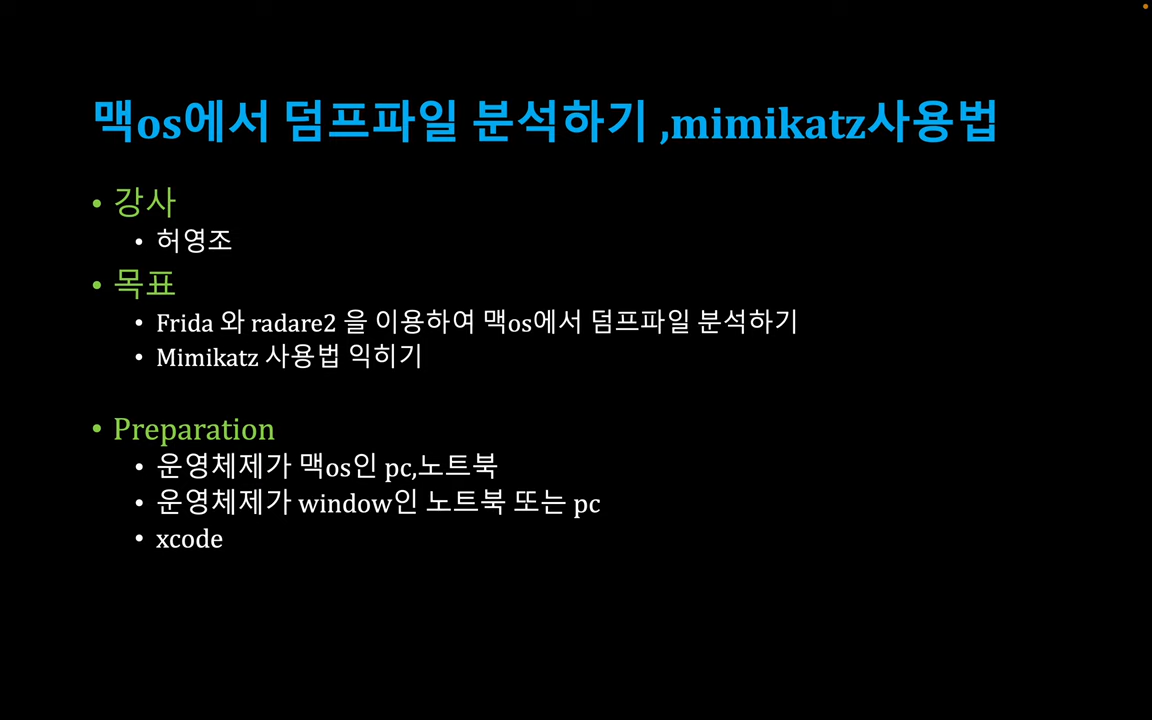 맥os에서 덤프파일 분석하기 ,mimikatz사용법
• 강사
• 허영조
• 목표
• Frida 와 radare2 을 이용하여 맥os에서 덤프파일 분석하기
• Mimikatz 사용법 익히기
• Preparation
• 운영체제가 맥os인 pc,노트북
• 운영체제가 window인 노트북 또는 pc
• xcode